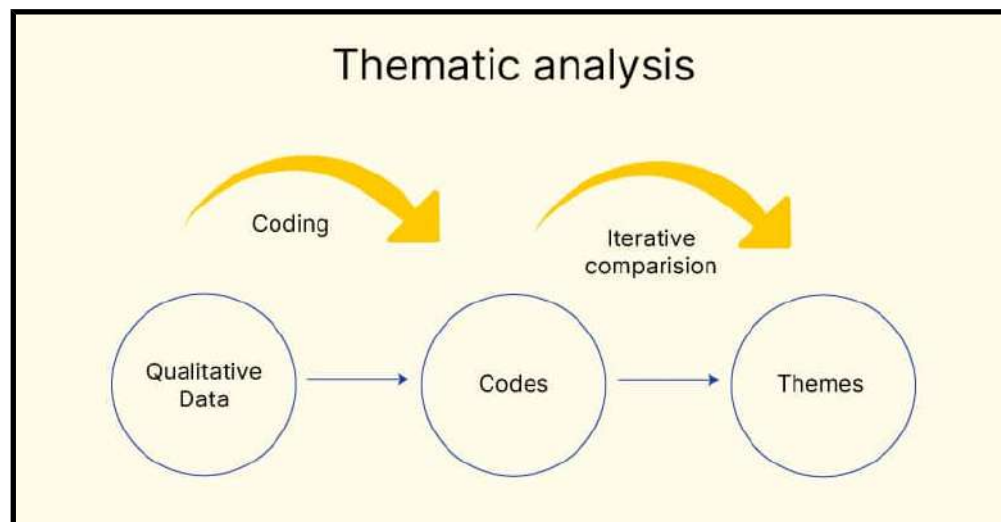 Thematic analysis
Coding
Iterative
comparision
Qualitative
Data
Codes
Themes